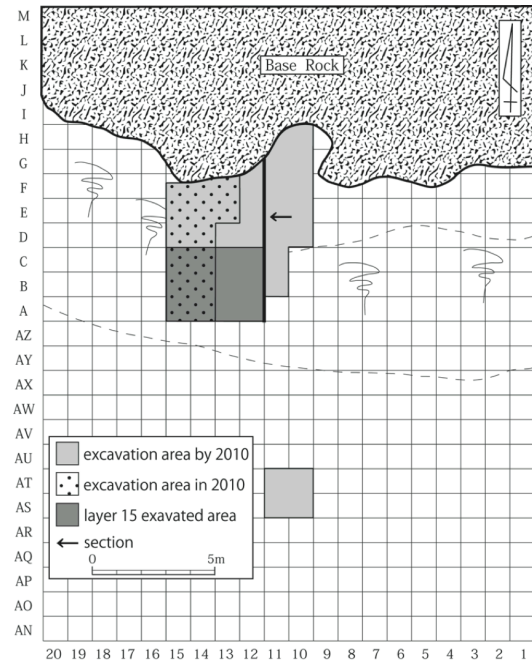 M
L
K
J
I
H
G
F
E
D
C
B
A
AZ
AY
AX
AW
AV
AU
AT
AS
AR
AQ
AP
AO
AN
Base Rock
excavation area by 2010
excavation area in 2010
layer 15 exavated area
section
0 5m
20 19 18 17 16 15 14 13 12 11 10 9 8 7 6 5 4 3 2 1